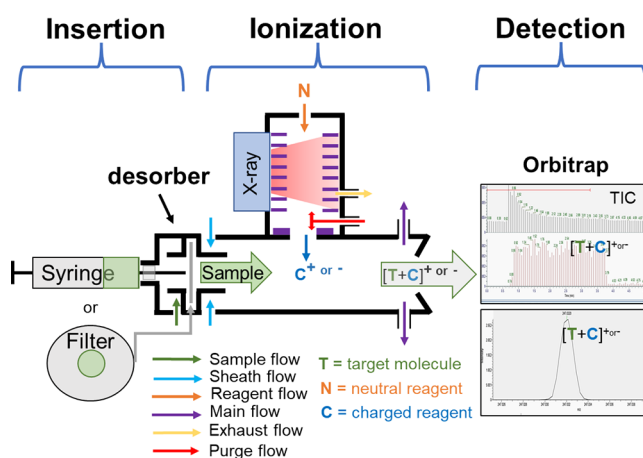 Insertion
Ionization
Detection
N
X-ray
desorber
Orbitrap
TIC
Syringe
Sample
C+ or -
[T+C]+ or -
[T+C]+or-
or
Filter
[T+C]+or-
Sample flow
Sheath flow
Reagent flow
Main flow
Exhaust flow
Purge flow
T = target molecule
N = neutral reagent
C = charged reagent